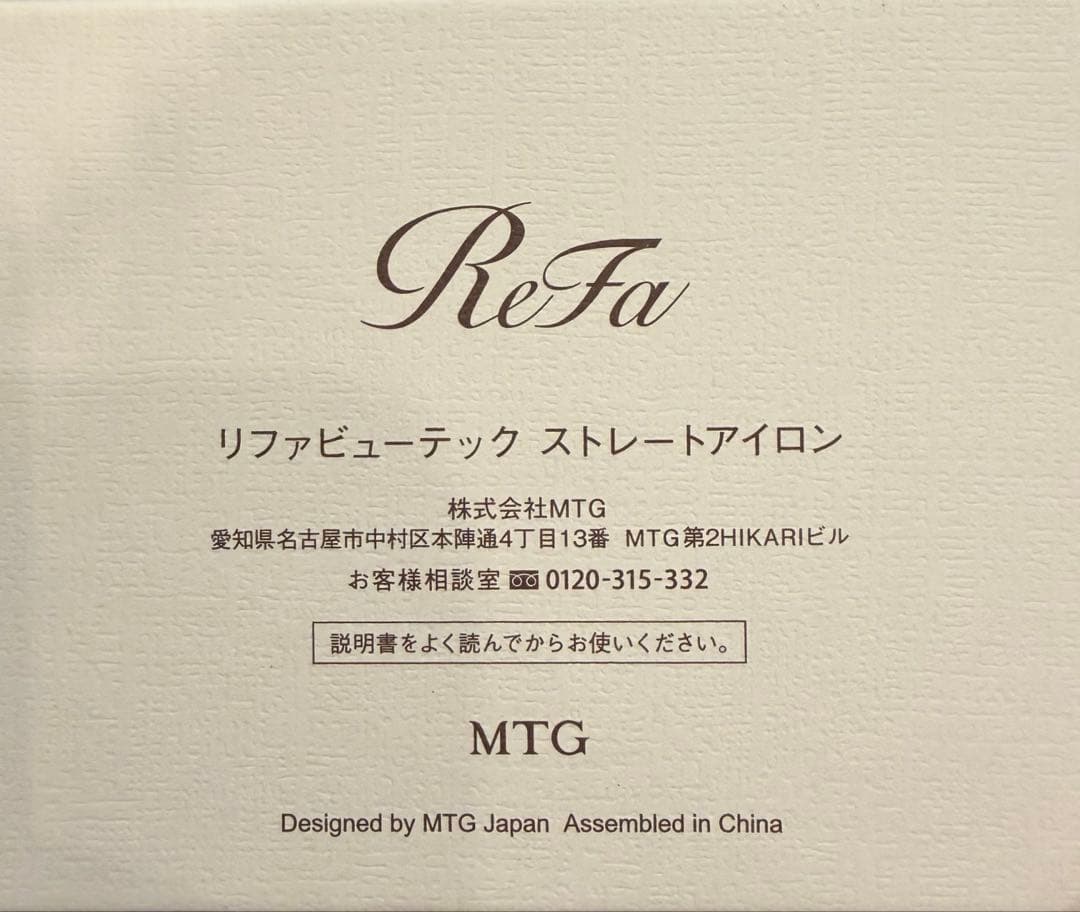 ReFa
リファビューテック ストレートアイロン
株式会社MTG
愛知県名古屋市中村区本陣通4丁目13番 MTG第2HIKARIビル
お客様相談室 0120-315-332
説明書をよく読んでからお使いください。
MTG
Designed by MTG Japan Assembled in China